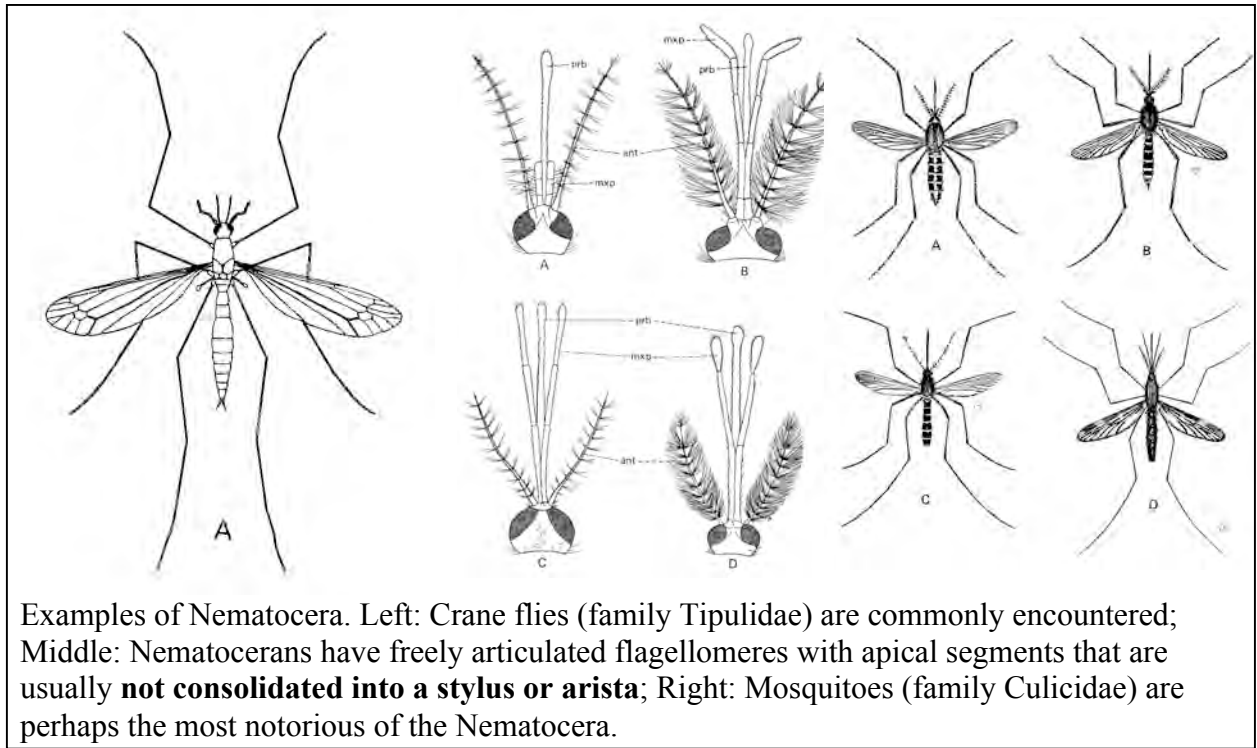 A
prb
ant
mxp
A
mxp
prb
B
prb
mxp
ant
C
D
A
B
C
D
Examples of Nematocera. Left: Crane flies (family Tipulidae) are commonly encountered;
Middle: Nematocerans have freely articulated flagellomeres with apical segments that are
usually not consolidated into a stylus or arista; Right: Mosquitoes (family Culicidae) are
perhaps the most notorious of the Nematocera.